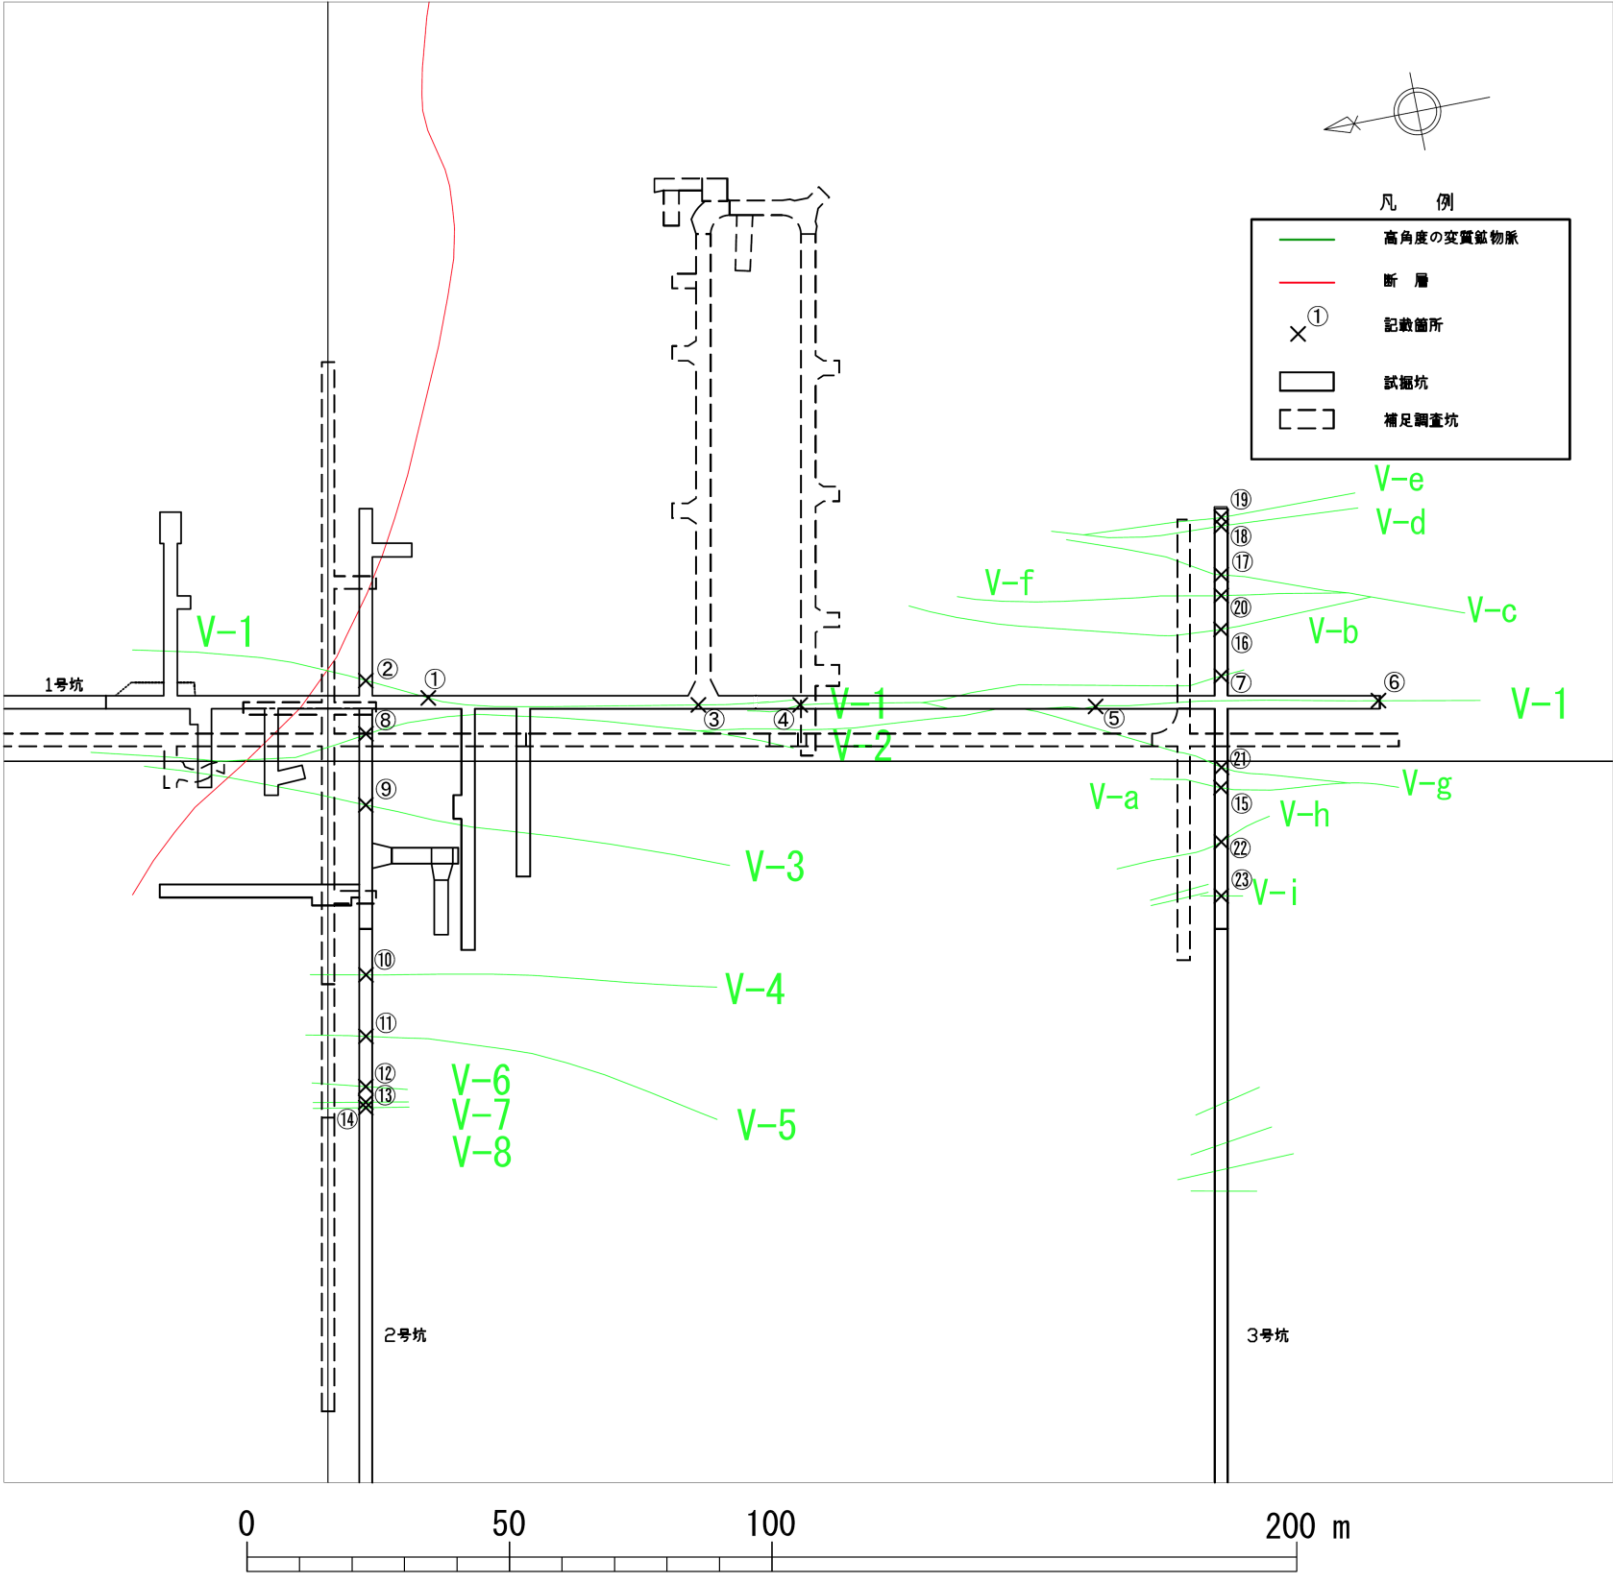 凡 例
高角度の変質鉱物脈
断 層
①
記載箇所
試掘坑
補足調査坑
V-e
⑲
V-d
⑱
⑰
V-f
⑳
V-c
V-b
⑯
V-1
②
①
⑦
⑥
1号坑
③
④
V-1
⑤
V-1
⑧
V-2
㉑
V-g
V-a
⑨
⑮
V-h
㉒
V-3
㉓
V-i
⑩
V-4
⑪
⑫
V-6
⑬
V-7
⑭
V-5
V-8
2号坑
3号坑
0 50 100 200 m